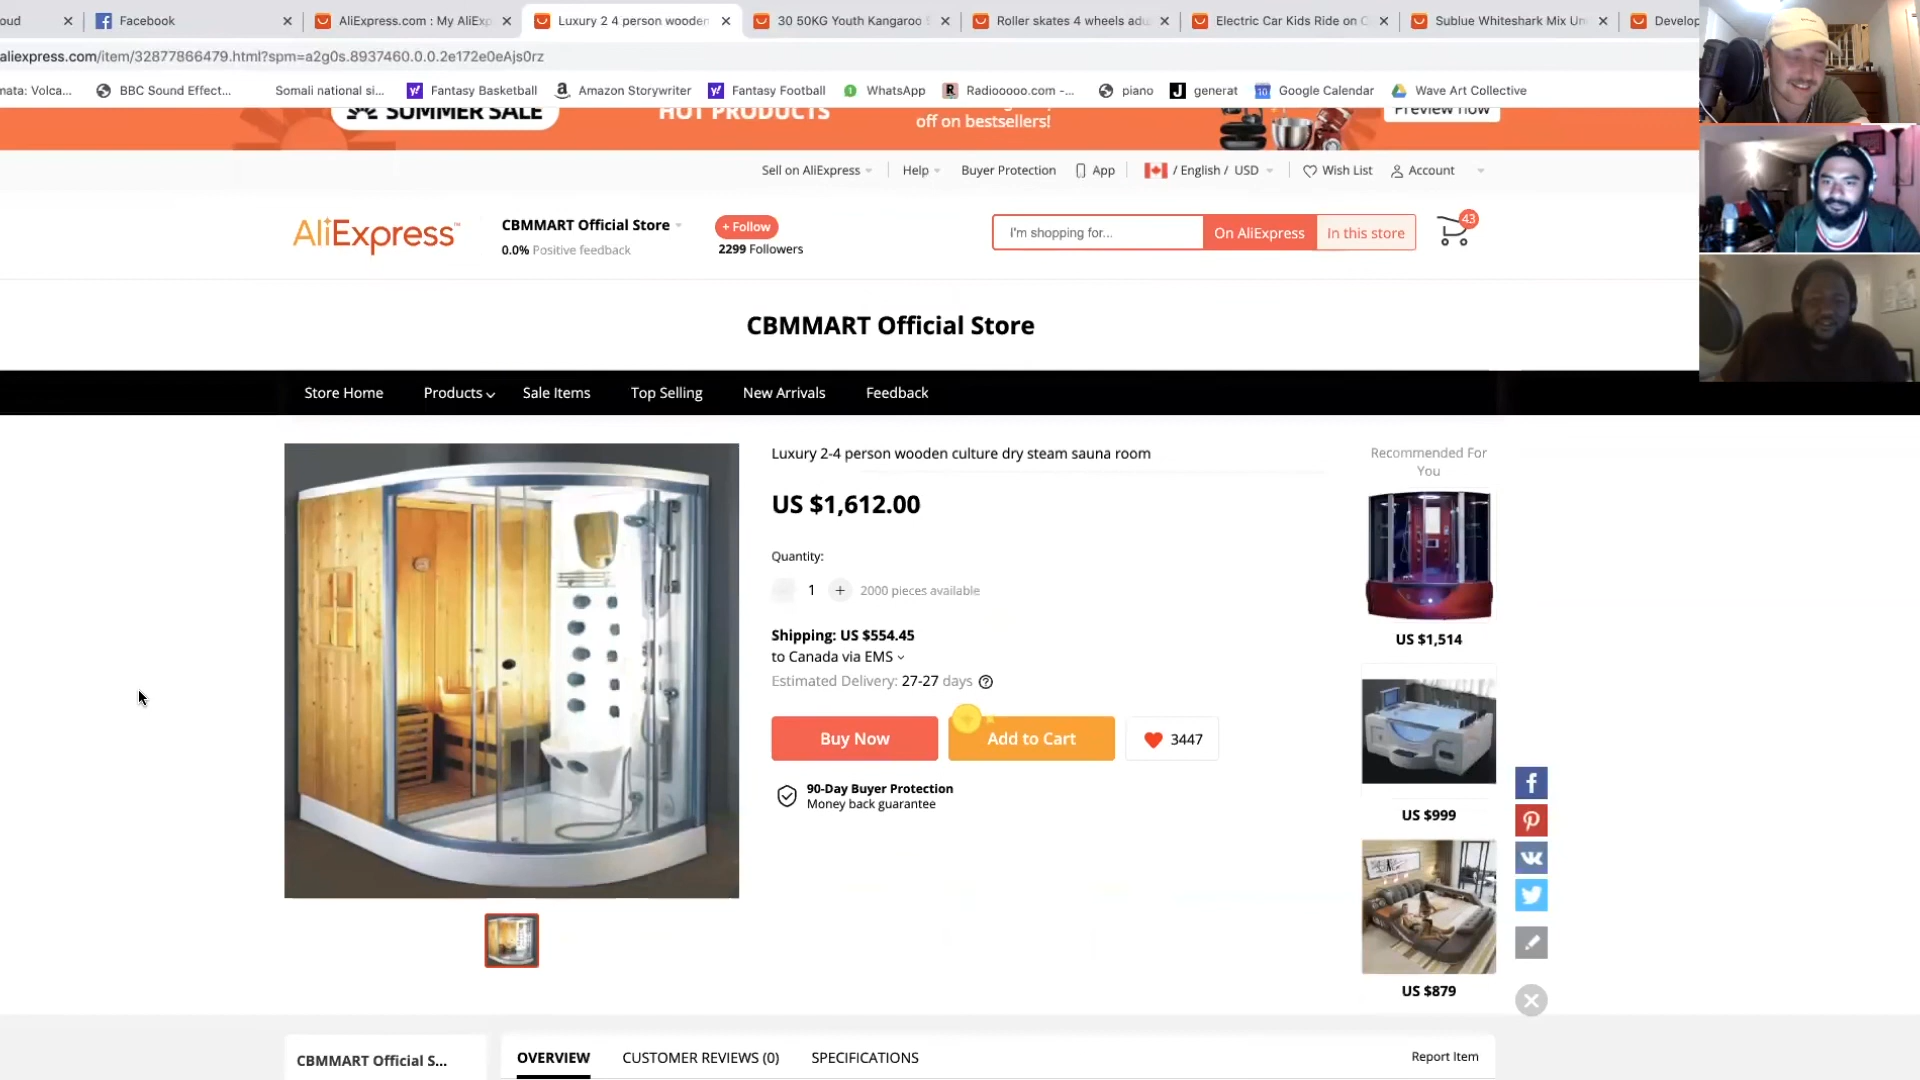 oud
Facebook
AliExpress.com : My AliExp
Luxury 2 4 person wooden
30 50KG Youth Kangaroo
Roller skates 4 wheels adu
Electric Car Kids Ride on C
Sublue Whiteshark Mix Un
Develop
aliexpress.com/item/32877866479.html?spm=a2g0s.8937460.0.0.2e172e0eAjs0rz
mata: Volca...
BBC Sound Effect...
Somali national si...
Fantasy Basketball
Amazon Storywriter
Fantasy Football
WhatsApp
Radiooooo.com -...
piano
generat
Google Calendar
Wave Art Collective
SUMMER SALE
HOT PRODUCTS
off on bestsellers!
Preview now
Sell on AliExpress
Help
Buyer Protection
App
/ English / USD
Wish List
Account
AliExpress
CBMMART Official Store
0.0% Positive feedback
+ Follow
2299 Followers
I'm shopping for...
On AliExpress
In this store
43
CBMMART Official Store
Store Home
Products
Sale Items
Top Selling
New Arrivals
Feedback
Luxury 2-4 person wooden culture dry steam sauna room
US $1,612.00
Quantity:
1 + 2000 pieces available
Shipping: US $554.45
to Canada via EMS
Estimated Delivery: 27-27 days
Buy Now
Add to Cart
3447
90-Day Buyer Protection
Money back guarantee
Recommended For
You
US $1,514
US $999
US $879
CBMMART Official S...
OVERVIEW
CUSTOMER REVIEWS (0)
SPECIFICATIONS
Report Item